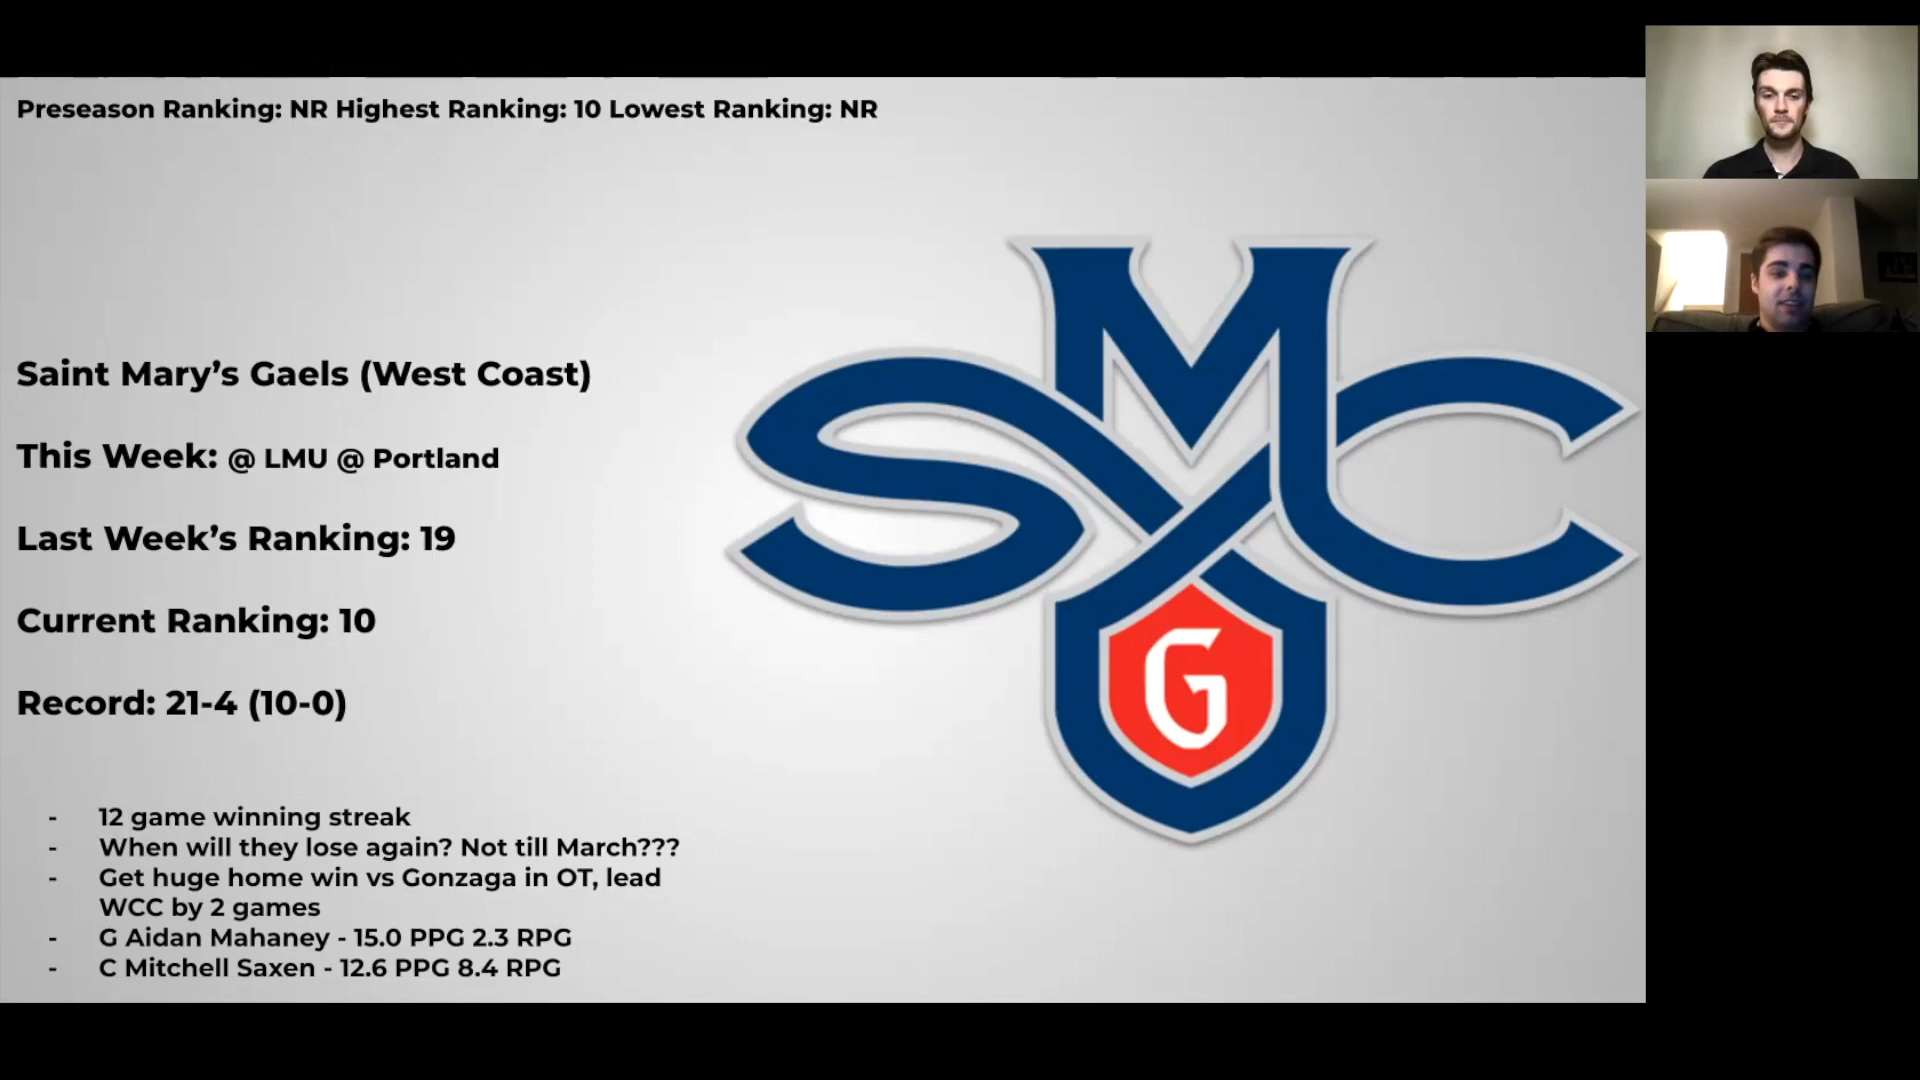 Preseason Ranking: NR Highest Ranking: 10 Lowest Ranking: NR
Saint Mary’s Gaels (West Coast)
This Week: @ LMU @ Portland
Last Week’s Ranking: 19
Current Ranking: 10
Record: 21-4 (10-0)
- 12 game winning streak
- When will they lose again? Not till March???
- Get huge home win vs Gonzaga in OT, lead
WCC by 2 games
- G Aidan Mahaney - 15.0 PPG 2.3 RPG
- C Mitchell Saxen - 12.6 PPG 8.4 RPG
SMC
G